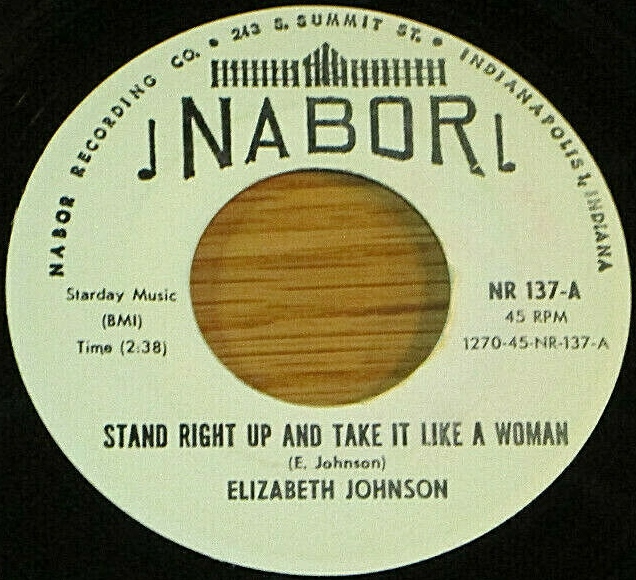 NABOR RECORDING CO. • 243 S. SUMMIT ST. • INDIANAPOLIS 1, INDIANA
NABOR
Starday Music
(BMI)
Time (2:38)
NR 137-A
45 RPM
1270-45-NR-137-A
STAND RIGHT UP AND TAKE IT LIKE A WOMAN
(E. Johnson)
ELIZABETH JOHNSON